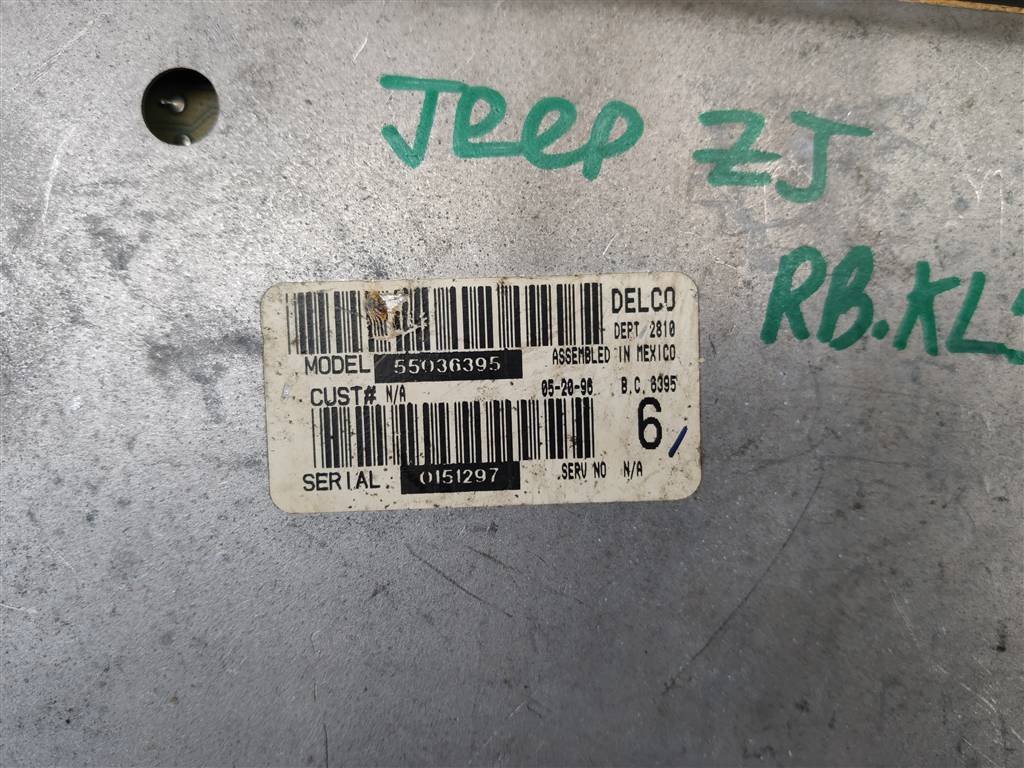 Jeep ZJ
RB.KL
DELCO
DEPT 2810
MODEL 55036395 ASSEMBLED IN MEXICO
CUST# N/A 05-20-96 B.C. 6395
6
SERIAL 0151297 SERV NO N/A